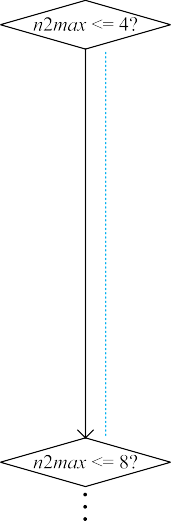 n2max <= 4?
n2max <= 8?